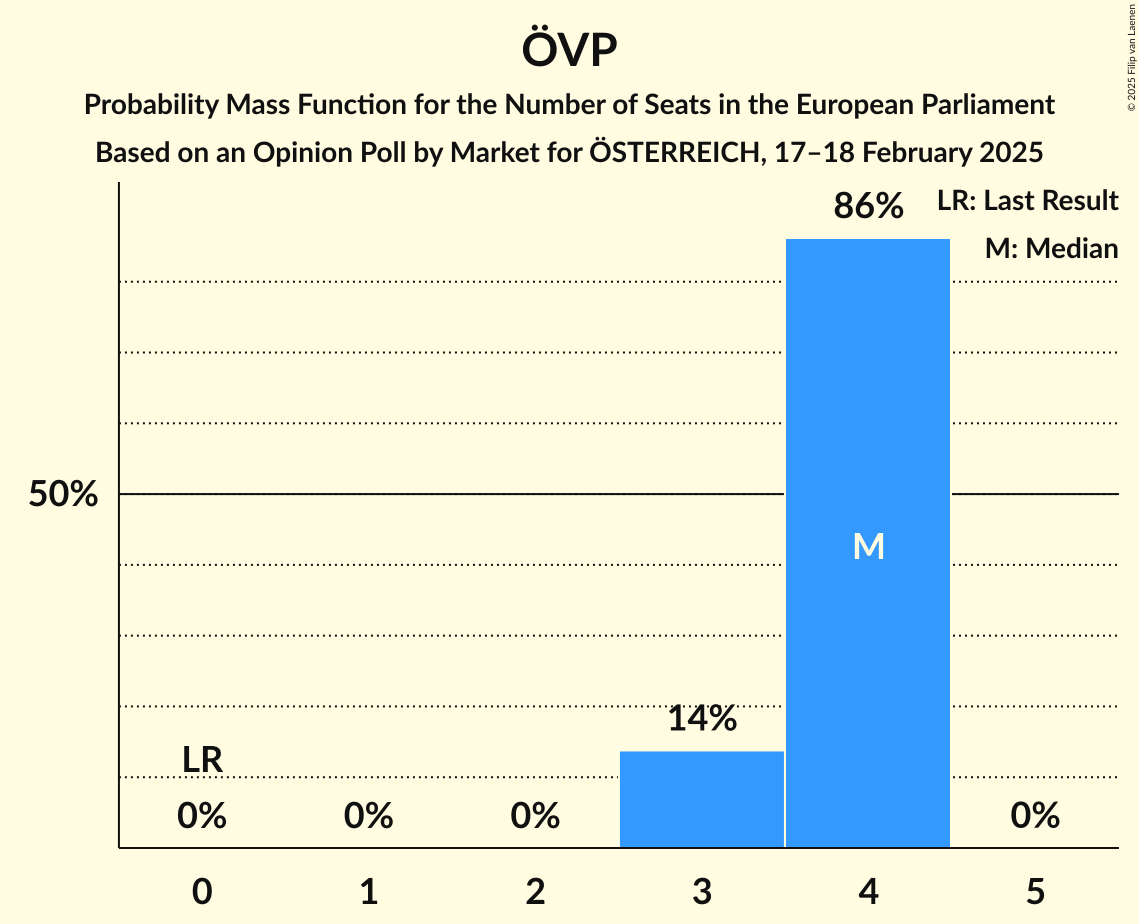 ÖVP
Probability Mass Function for the Number of Seats in the European Parliament
Based on an Opinion Poll by Market for ÖSTERREICH, 17–18 February 2025
© 2025 Filip van Laenen
LR: Last Result
M: Median
86%
50%
M
14%
LR
0%
0%
0%
0%
0
1
2
3
4
5